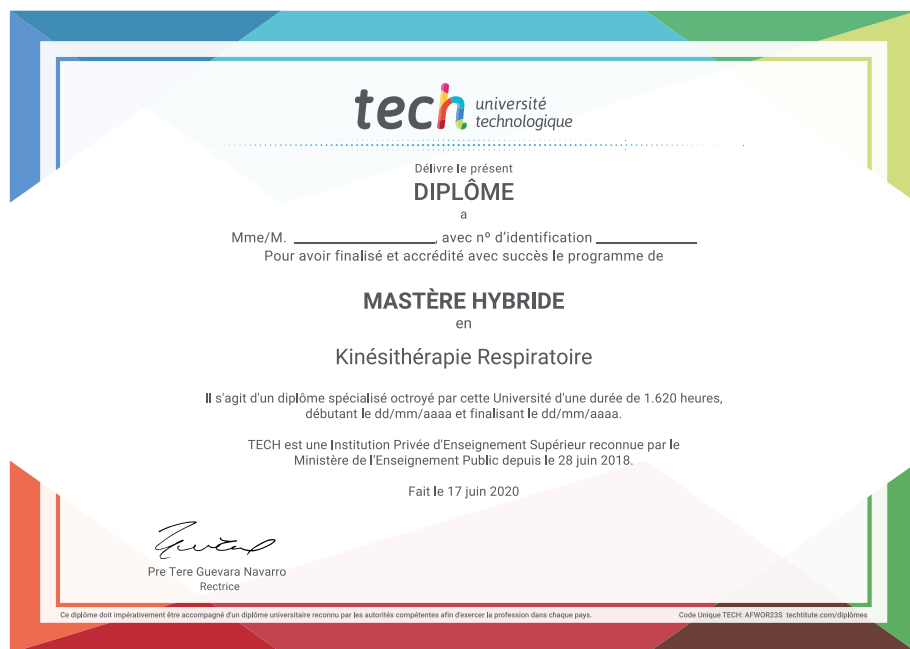 tech université
technologique
Délivre le présent
DIPLÔME
a
Mme/M. ____________________, avec nº d'identification ______________
Pour avoir finalisé et accrédité avec succès le programme de
MASTÈRE HYBRIDE
en
Kinésithérapie Respiratoire
Il s'agit d'un diplôme spécialisé octroyé par cette Université d'une durée de 1.620 heures,
débutant le dd/mm/aaaa et finalisant le dd/mm/aaaa.
TECH est une Institution Privée d'Enseignement Supérieur reconnue par le
Ministère de l'Enseignement Public depuis le 28 juin 2018.
Fait le 17 juin 2020
Pre Tere Guevara Navarro
Rectrice
Ce diplôme doit impérativement être accompagné d'un diplôme universitaire reconnu par les autorités compétentes afin d'exercer la profession dans chaque pays.
Code Unique TECH: AFWOR23S techtitute.com/diplômes